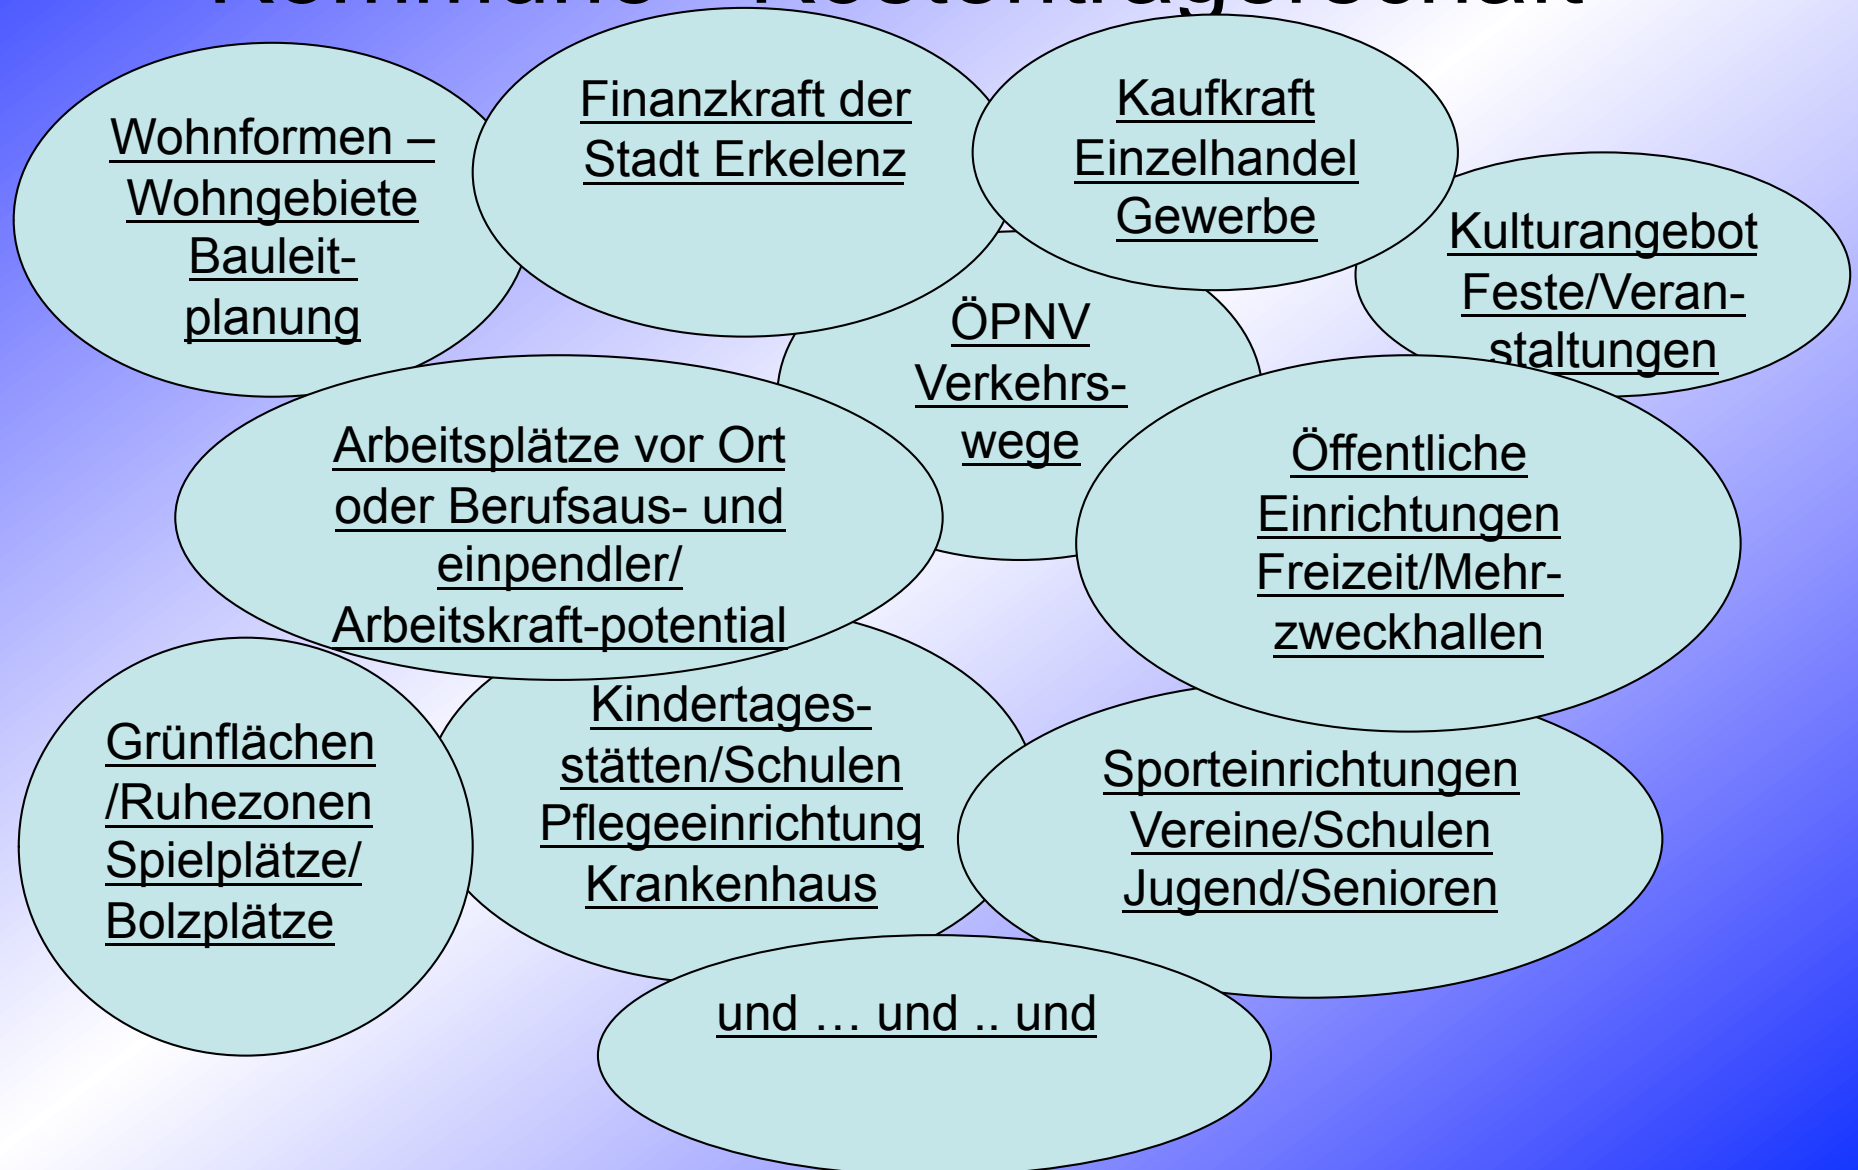 Kommune - Kostenträgerschaft
Wohnformen –
Wohngebiete
Bauleit-
planung
Finanzkraft der
Stadt Erkelenz
Kaufkraft
Einzelhandel
Gewerbe
Kulturangebot
Feste/Veran-
staltungen
ÖPNV
Verkehrs-
wege
Arbeitsplätze vor Ort
oder Berufsaus- und
einpendler/
Arbeitskraft-potential
Öffentliche
Einrichtungen
Freizeit/Mehr-
zweckhallen
Grünflächen
/Ruhezonen
Spielplätze/
Bolzplätze
Kindertages-
stätten/Schulen
Pflegeeinrichtung
Krankenhaus
Sporteinrichtungen
Vereine/Schulen
Jugend/Senioren
und … und .. und